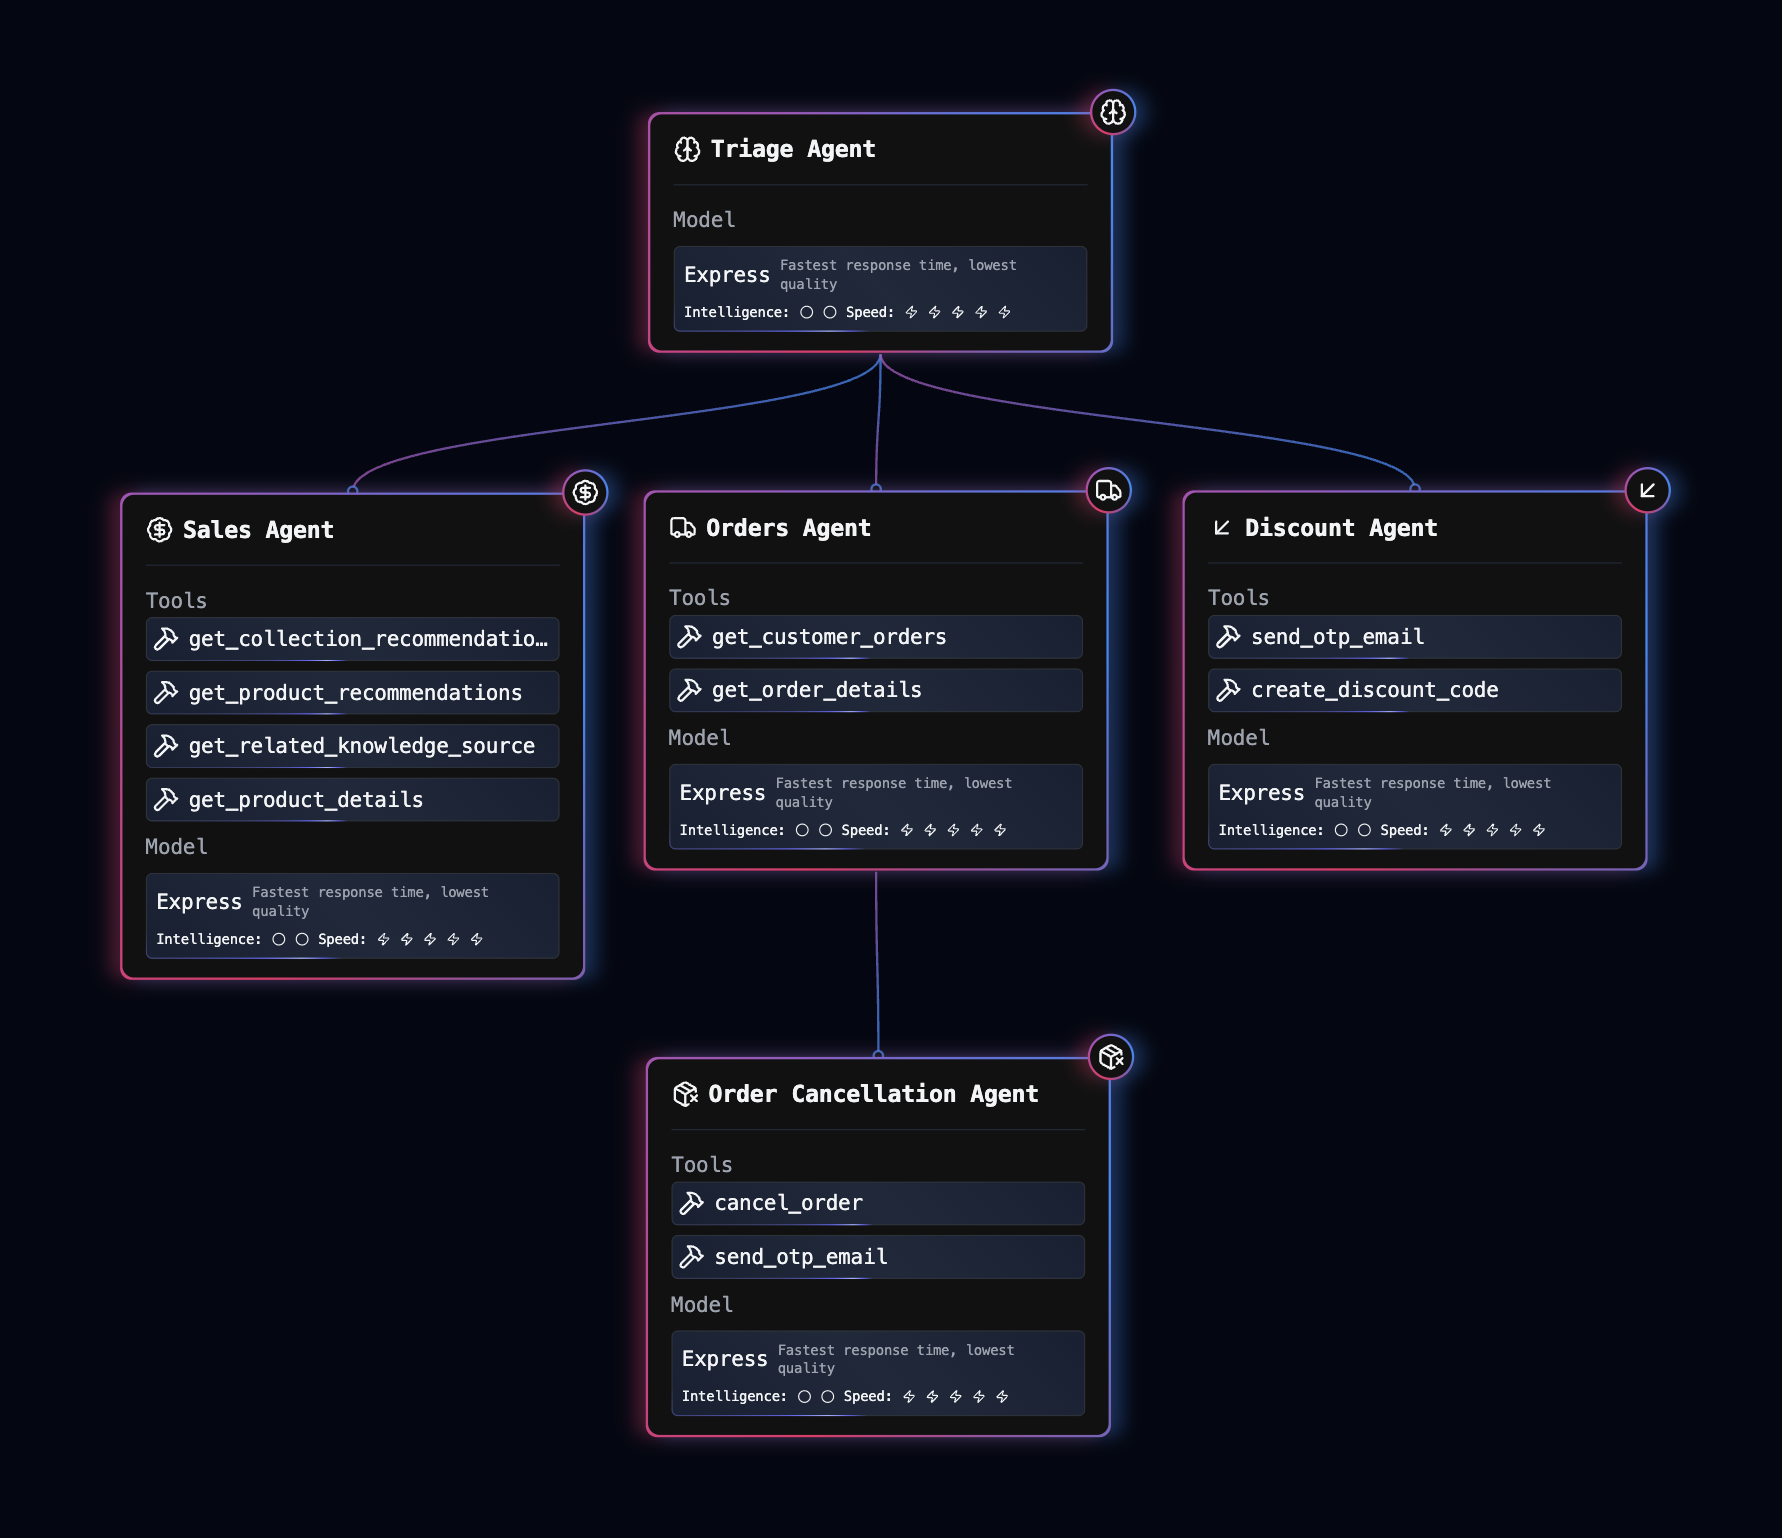 Triage Agent
Model
Express
Fastest response time, lowest
quality
Intelligence: Speed:
Sales Agent
Tools
get_collection_recommendatio…
get_product_recommendations
get_related_knowledge_source
get_product_details
Model
Express
Fastest response time, lowest
quality
Intelligence: Speed:
Orders Agent
Tools
get_customer_orders
get_order_details
Model
Express
Fastest response time, lowest
quality
Intelligence: Speed:
Discount Agent
Tools
send_otp_email
create_discount_code
Model
Express
Fastest response time, lowest
quality
Intelligence: Speed:
Order Cancellation Agent
Tools
cancel_order
send_otp_email
Model
Express
Fastest response time, lowest
quality
Intelligence: Speed: